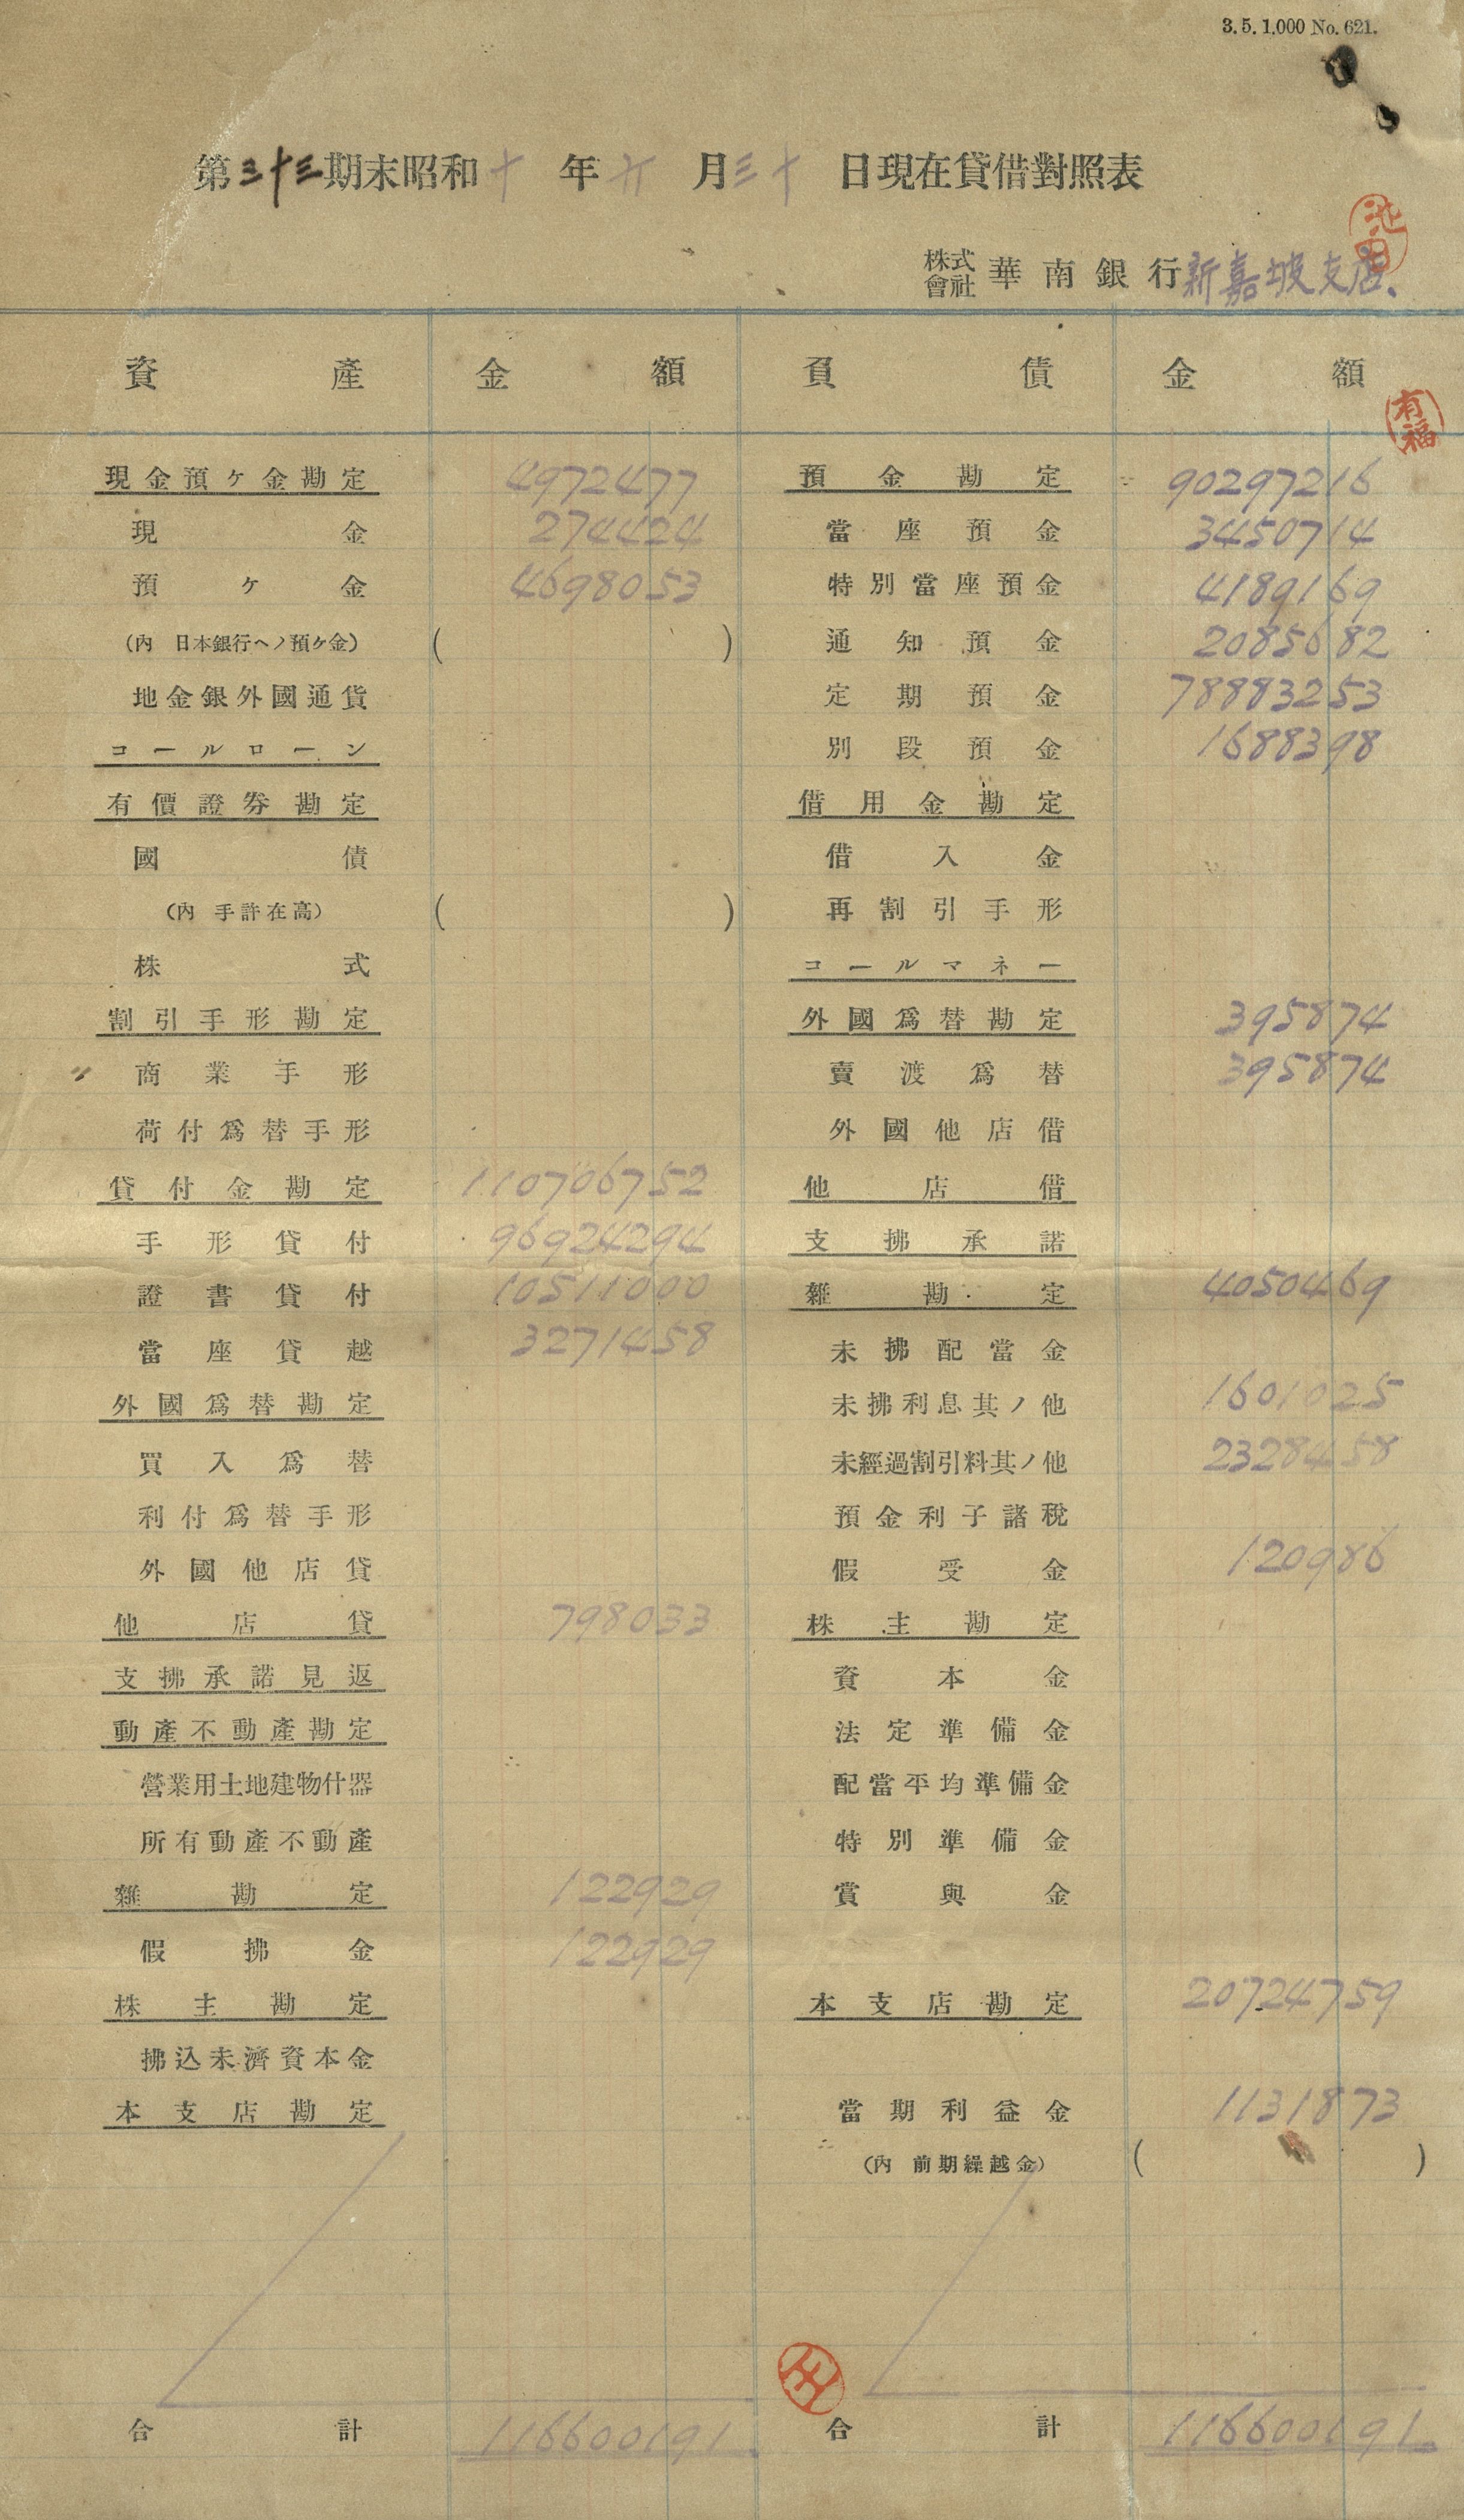 3.5.1.000 No. 621.
第三十三期末昭和十年六月三十日現在貸借對照表
池田
株式會社 華南銀行新嘉坡支店.
資產 金額 負債 金額
有福
現金預ヶ金勘定 4972477 預金勘定 90297216
現金 274424 當座預金 3450714
預ヶ金 4698053 特別當座預金 4189169
(內 日本銀行ヘノ預ケ金) ( ) 通知預金 2085682
地金銀外國通貨 定期預金 78883253
コールローン 別段預金 1688398
有價證券勘定 借用金勘定
國債 借入金
(內 手許在高) ( ) 再割引手形
株式 コールマネー
割引手形勘定 外國爲替勘定 395874
商業手形 賣渡爲替 395874
荷付爲替手形 外國他店借
貸付金勘定 110706752 他店借
手形貸付 96924294 支拂承諾
證書貸付 10511000 雜勘定 4050469
當座貸越 3271458 未拂配當金
外國爲替勘定 未拂利息其ノ他 1601025
買入爲替 未經過割引料其ノ他 2328458
利付爲替手形 預金利子諸稅
外國他店貸 假受金 120986
他店貸 798033 株主勘定
支拂承諾見返 資本金
動產不動產勘定 法定準備金
營業用土地建物什器 配當平均準備金
所有動產不動產 特別準備金
雜勘定 122929 賞與金
假拂金 122929
株主勘定 本支店勘定 20724759
拂込未濟資本金
本支店勘定 當期利益金 1131873
(內 前期繰越金) ( )
王
合計 116600191 合計 116600191